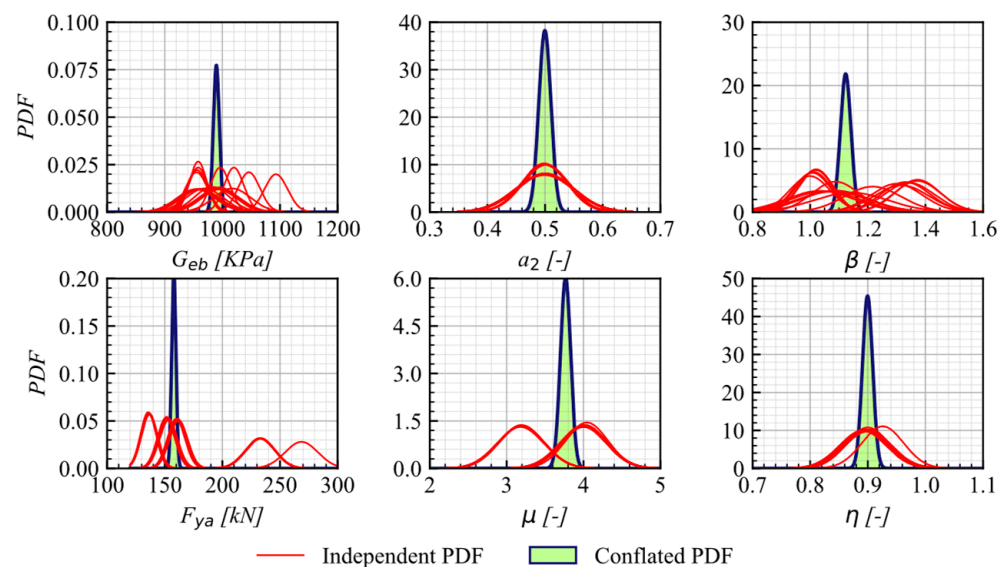 0.100
0.075
0.050
0.025
0.000
PDF
800 900 1000 1100 1200
G_eb [KPa]
40
30
20
10
0
0.3 0.4 0.5 0.6 0.7
a_2 [-]
30
20
10
0
0.8 1.0 1.2 1.4 1.6
β [-]
0.20
0.15
0.10
0.05
0.00
PDF
100 150 200 250 300
F_ya [kN]
6.0
4.5
3.0
1.5
0.0
2 3 4 5
μ [-]
50
40
30
20
10
0
0.7 0.8 0.9 1.0 1.1
η [-]
Independent PDF Conflated PDF